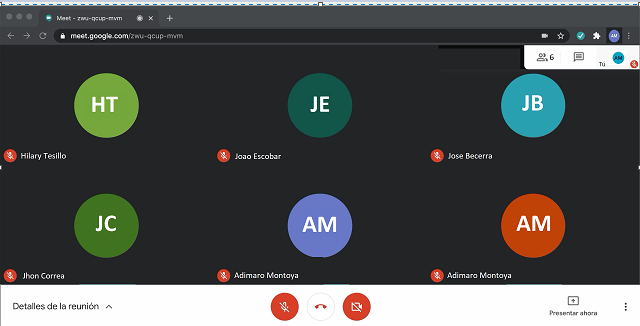 Meet - zwu-qcup-mvm
meet.google.com/zwu-qcup-mvm
AM
6
Tú
AM
HT
JE
JB
Hilary Tesillo
Joao Escobar
Jose Becerra
JC
AM
AM
Jhon Correa
Adimaro Montoya
Adimaro Montoya
Detalles de la reunión
Presentar ahora